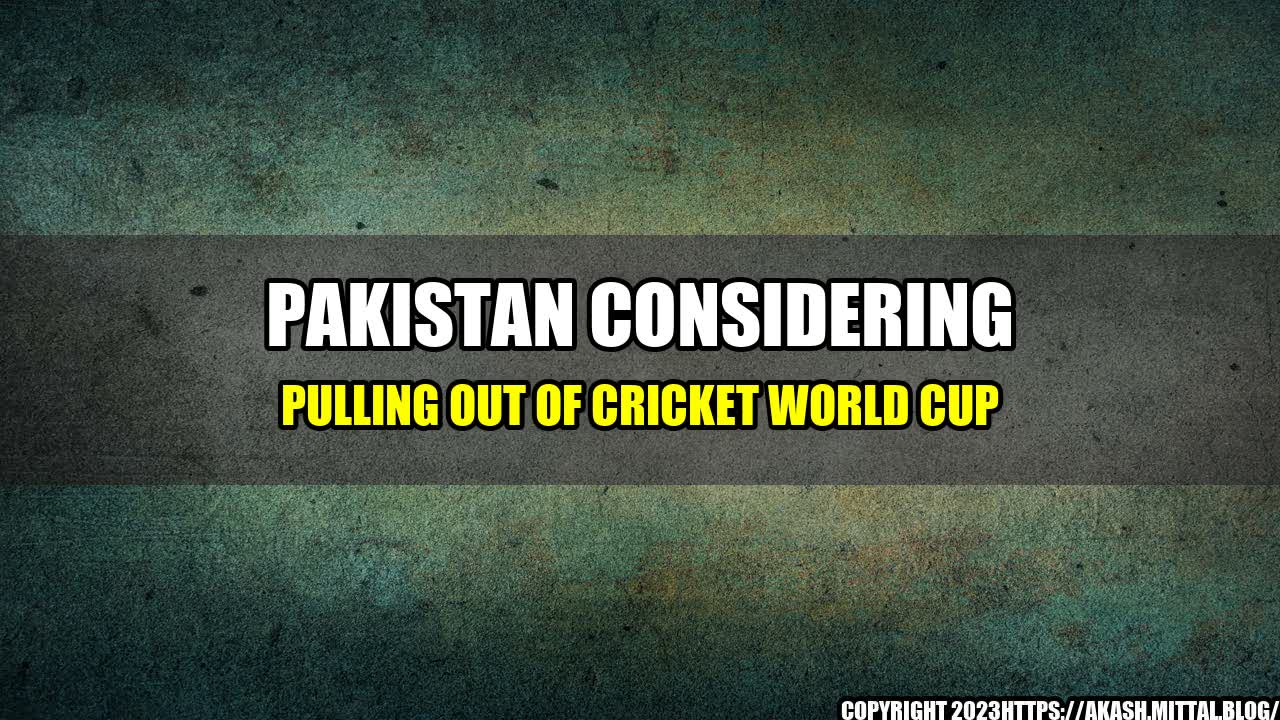 PAKISTAN CONSIDERING
PULLING OUT OF CRICKET WORLD CUP
COPYRIGHT 2023HTTPS://AKASH.MITTAL.BLOG/